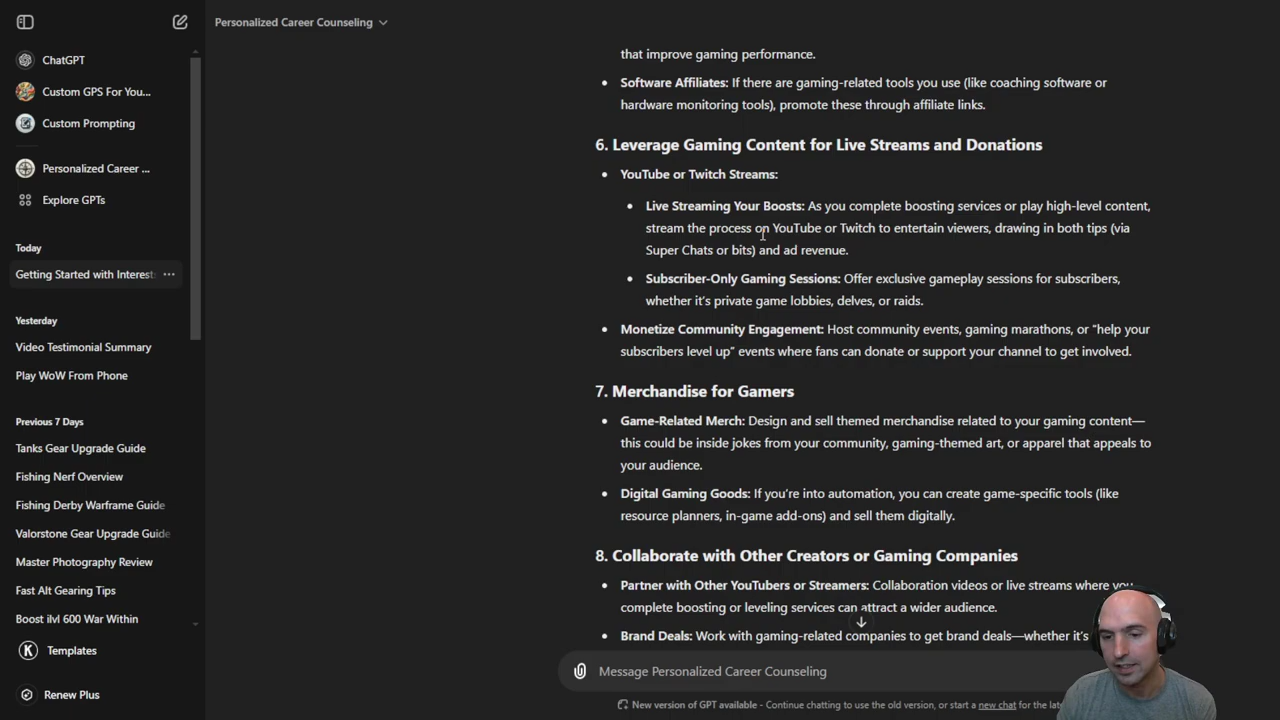 Personalized Career Counseling
ChatGPT
Custom GPS For You...
Custom Prompting
Personalized Career ...
Explore GPTs
Today
Getting Started with Interest
Yesterday
Video Testimonial Summary
Play WoW From Phone
Previous 7 Days
Tanks Gear Upgrade Guide
Fishing Nerf Overview
Fishing Derby Warframe Guide
Valorstone Gear Upgrade Guide
Master Photography Review
Fast Alt Gearing Tips
Boost ilvl 600 War Within
Templates
Renew Plus
that improve gaming performance.
• Software Affiliates: If there are gaming-related tools you use (like coaching software or
hardware monitoring tools), promote these through affiliate links.
6. Leverage Gaming Content for Live Streams and Donations
• YouTube or Twitch Streams:
• Live Streaming Your Boosts: As you complete boosting services or play high-level content,
stream the process on YouTube or Twitch to entertain viewers, drawing in both tips (via
Super Chats or bits) and ad revenue.
• Subscriber-Only Gaming Sessions: Offer exclusive gameplay sessions for subscribers,
whether it's private game lobbies, delves, or raids.
• Monetize Community Engagement: Host community events, gaming marathons, or "help your
subscribers level up" events where fans can donate or support your channel to get involved.
7. Merchandise for Gamers
• Game-Related Merch: Design and sell themed merchandise related to your gaming content—
this could be inside jokes from your community, gaming-themed art, or apparel that appeals to
your audience.
• Digital Gaming Goods: If you're into automation, you can create game-specific tools (like
resource planners, in-game add-ons) and sell them digitally.
8. Collaborate with Other Creators or Gaming Companies
• Partner with Other YouTubers or Streamers: Collaboration videos or live streams where you
complete boosting or leveling services can attract a wider audience.
• Brand Deals: Work with gaming-related companies to get brand deals—whether it's
Message Personalized Career Counseling
New version of GPT available - Continue chatting to use the old version, or start a new chat for the